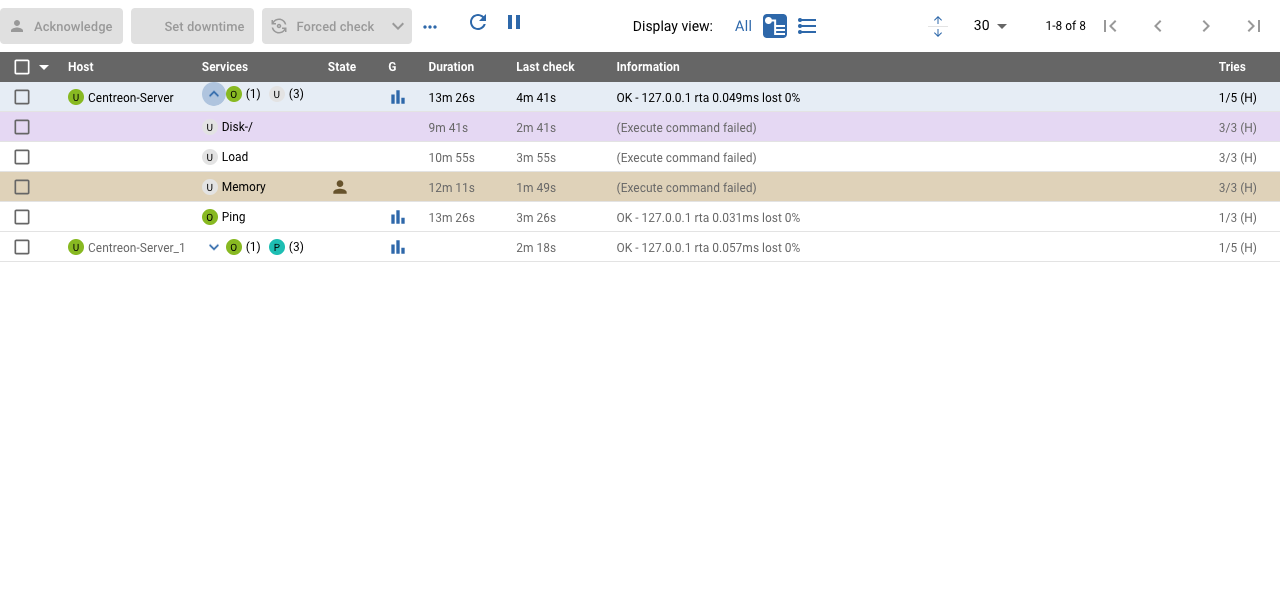 Acknowledge Set downtime Forced check Display view: All 30 1-8 of 8
Host Services State G Duration Last check Information Tries
U Centreon-Server O (1) U (3) 13m 26s 4m 41s OK - 127.0.0.1 rta 0.049ms lost 0% 1/5 (H)
U Disk-/ 9m 41s 2m 41s (Execute command failed) 3/3 (H)
U Load 10m 55s 3m 55s (Execute command failed) 3/3 (H)
U Memory 12m 11s 1m 49s (Execute command failed) 3/3 (H)
O Ping 13m 26s 3m 26s OK - 127.0.0.1 rta 0.031ms lost 0% 1/3 (H)
U Centreon-Server_1 O (1) P (3) 2m 18s OK - 127.0.0.1 rta 0.057ms lost 0% 1/5 (H)